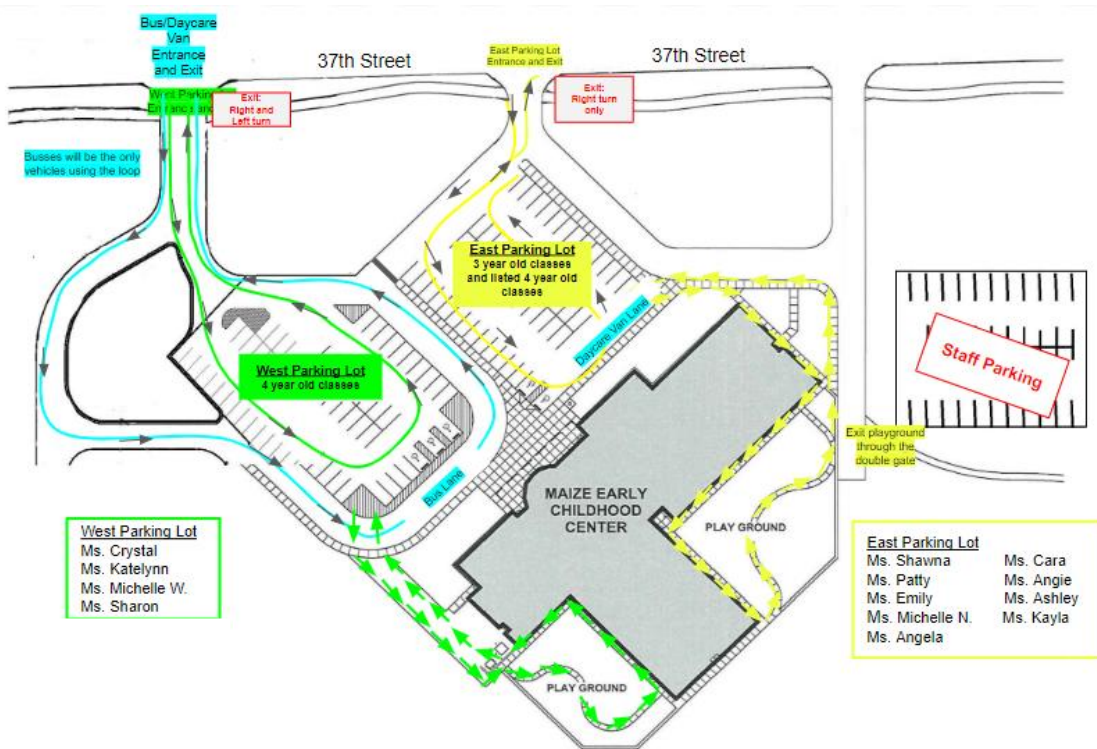 Bus/Daycare
Van
Entrance
and Exit
37th Street
East Parking Lot
Entrance and Exit
37th Street
West Parking
Exit:
Right and
Left turn
Exit:
Right turn
only
Busses will be the only
vehicles using the loop
East Parking Lot
3 year old classes
and listed 4 year old
classes
Daycare Van Lane
West Parking Lot
4 year old classes
Staff Parking
Bus Lane
Exit playground
through the
double gate
MAIZE EARLY
CHILDHOOD
CENTER
PLAY GROUND
PLAY GROUND
West Parking Lot
Ms. Crystal
Ms. Katelynn
Ms. Michelle W.
Ms. Sharon
East Parking Lot
Ms. Shawna Ms. Cara
Ms. Patty Ms. Angie
Ms. Emily Ms. Ashley
Ms. Michelle N. Ms. Kayla
Ms. Angela